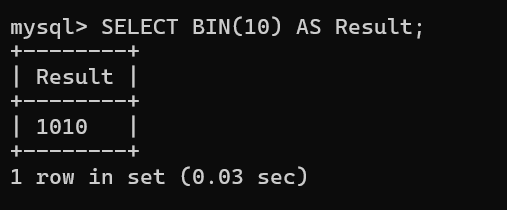 mysql> SELECT BIN(10) AS Result;
+--------+
| Result |
+--------+
| 1010   |
+--------+
1 row in set (0.03 sec)